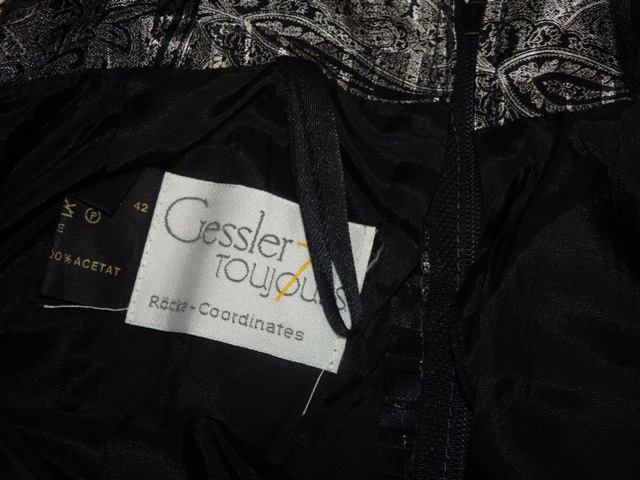 Gessler
TOUJOURS
Röcke-Coordinates
42
P
E
00% ACETAT